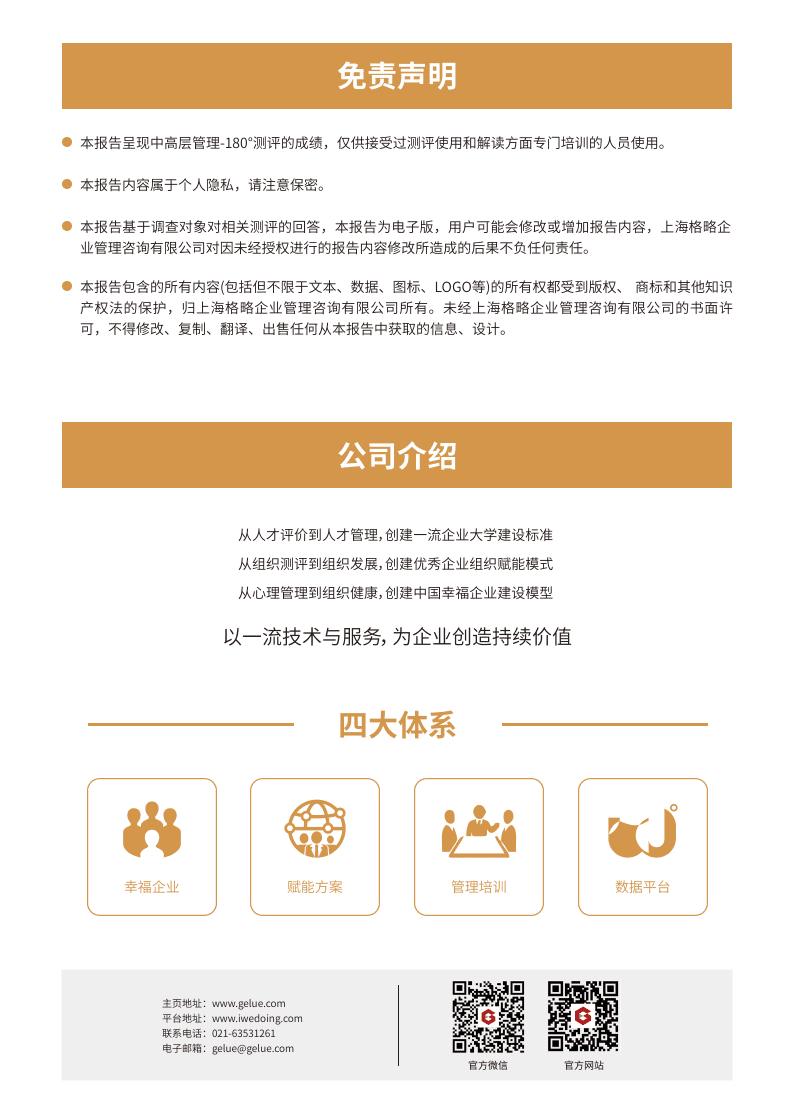 免责声明
本报告呈现中高层管理-180°测评的成绩，仅供接受过测评使用和解读方面专门培训的人员使用。
本报告内容属于个人隐私，请注意保密。
本报告基于调查对象对相关测评的回答，本报告为电子版，用户可能会修改或增加报告内容，上海格略企
业管理咨询有限公司对因未经授权进行的报告内容修改所造成的后果不负任何责任。
本报告包含的所有内容(包括但不限于文本、数据、图标、LOGO等)的所有权都受到版权、 商标和其他知识
产权法的保护，归上海格略企业管理咨询有限公司所有。未经上海格略企业管理咨询有限公司的书面许
可，不得修改、复制、翻译、出售任何从本报告中获取的信息、设计。
公司介绍
从人才评价到人才管理，创建一流企业大学建设标准
从组织测评到组织发展，创建优秀企业组织赋能模式
从心理管理到组织健康，创建中国幸福企业建设模型
以一流技术与服务，为企业创造持续价值
四大体系
幸福企业
赋能方案
管理培训
数据平台
主页地址：www.gelue.com
平台地址：www.iwedoing.com
联系电话：021-63531261
电子邮箱：gelue@gelue.com
官方微信
官方网站